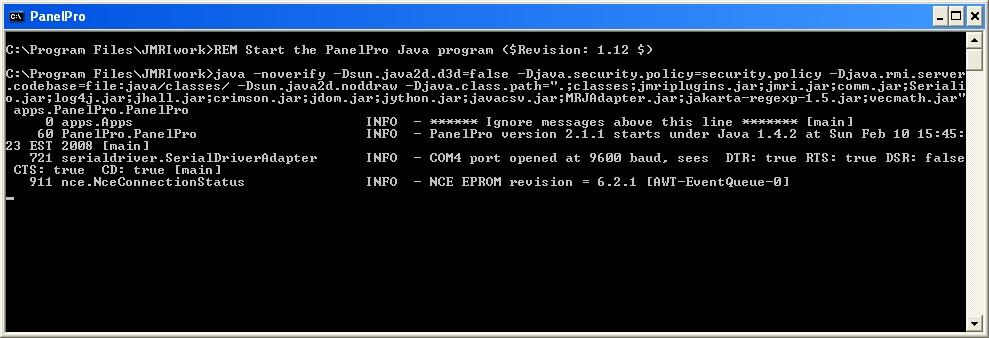 PanelPro
C:\Program Files\JMRIwork>REM Start the PanelPro Java program ($Revision: 1.12 $)
C:\Program Files\JMRIwork>java -noverify -Dsun.java2d.d3d=false -Djava.security.policy=security.policy -Djava.rmi.server
.codebase=file:java/classes/ -Dsun.java2d.noddraw -Djava.class.path=".;classes;jmriplugins.jar;jmri.jar;comm.jar;Seriali
o.jar;log4j.jar;jhall.jar;crimson.jar;jdom.jar;jython.jar;javacsv.jar;MRJAdapter.jar;jakarta-regexp-1.5.jar;vecmath.jar"
apps.PanelPro.PanelPro
0 apps.Apps INFO - ****** Ignore messages above this line ******* [main]
60 PanelPro.PanelPro INFO - PanelPro version 2.1.1 starts under Java 1.4.2 at Sun Feb 10 15:45:
23 EST 2008 [main]
721 serialdriver.SerialDriverAdapter INFO - COM4 port opened at 9600 baud, sees DTR: true RTS: true DSR: false
CTS: true CD: true [main]
911 nce.NceConnectionStatus INFO - NCE EPROM revision = 6.2.1 [AWT-EventQueue-0]